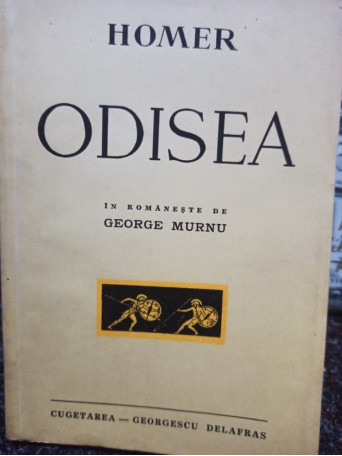 HOMER
ODISEA
ÎN ROMÂNEȘTE DE
GEORGE MURNU
CUGETAREA — GEORGESCU DELAFRAS